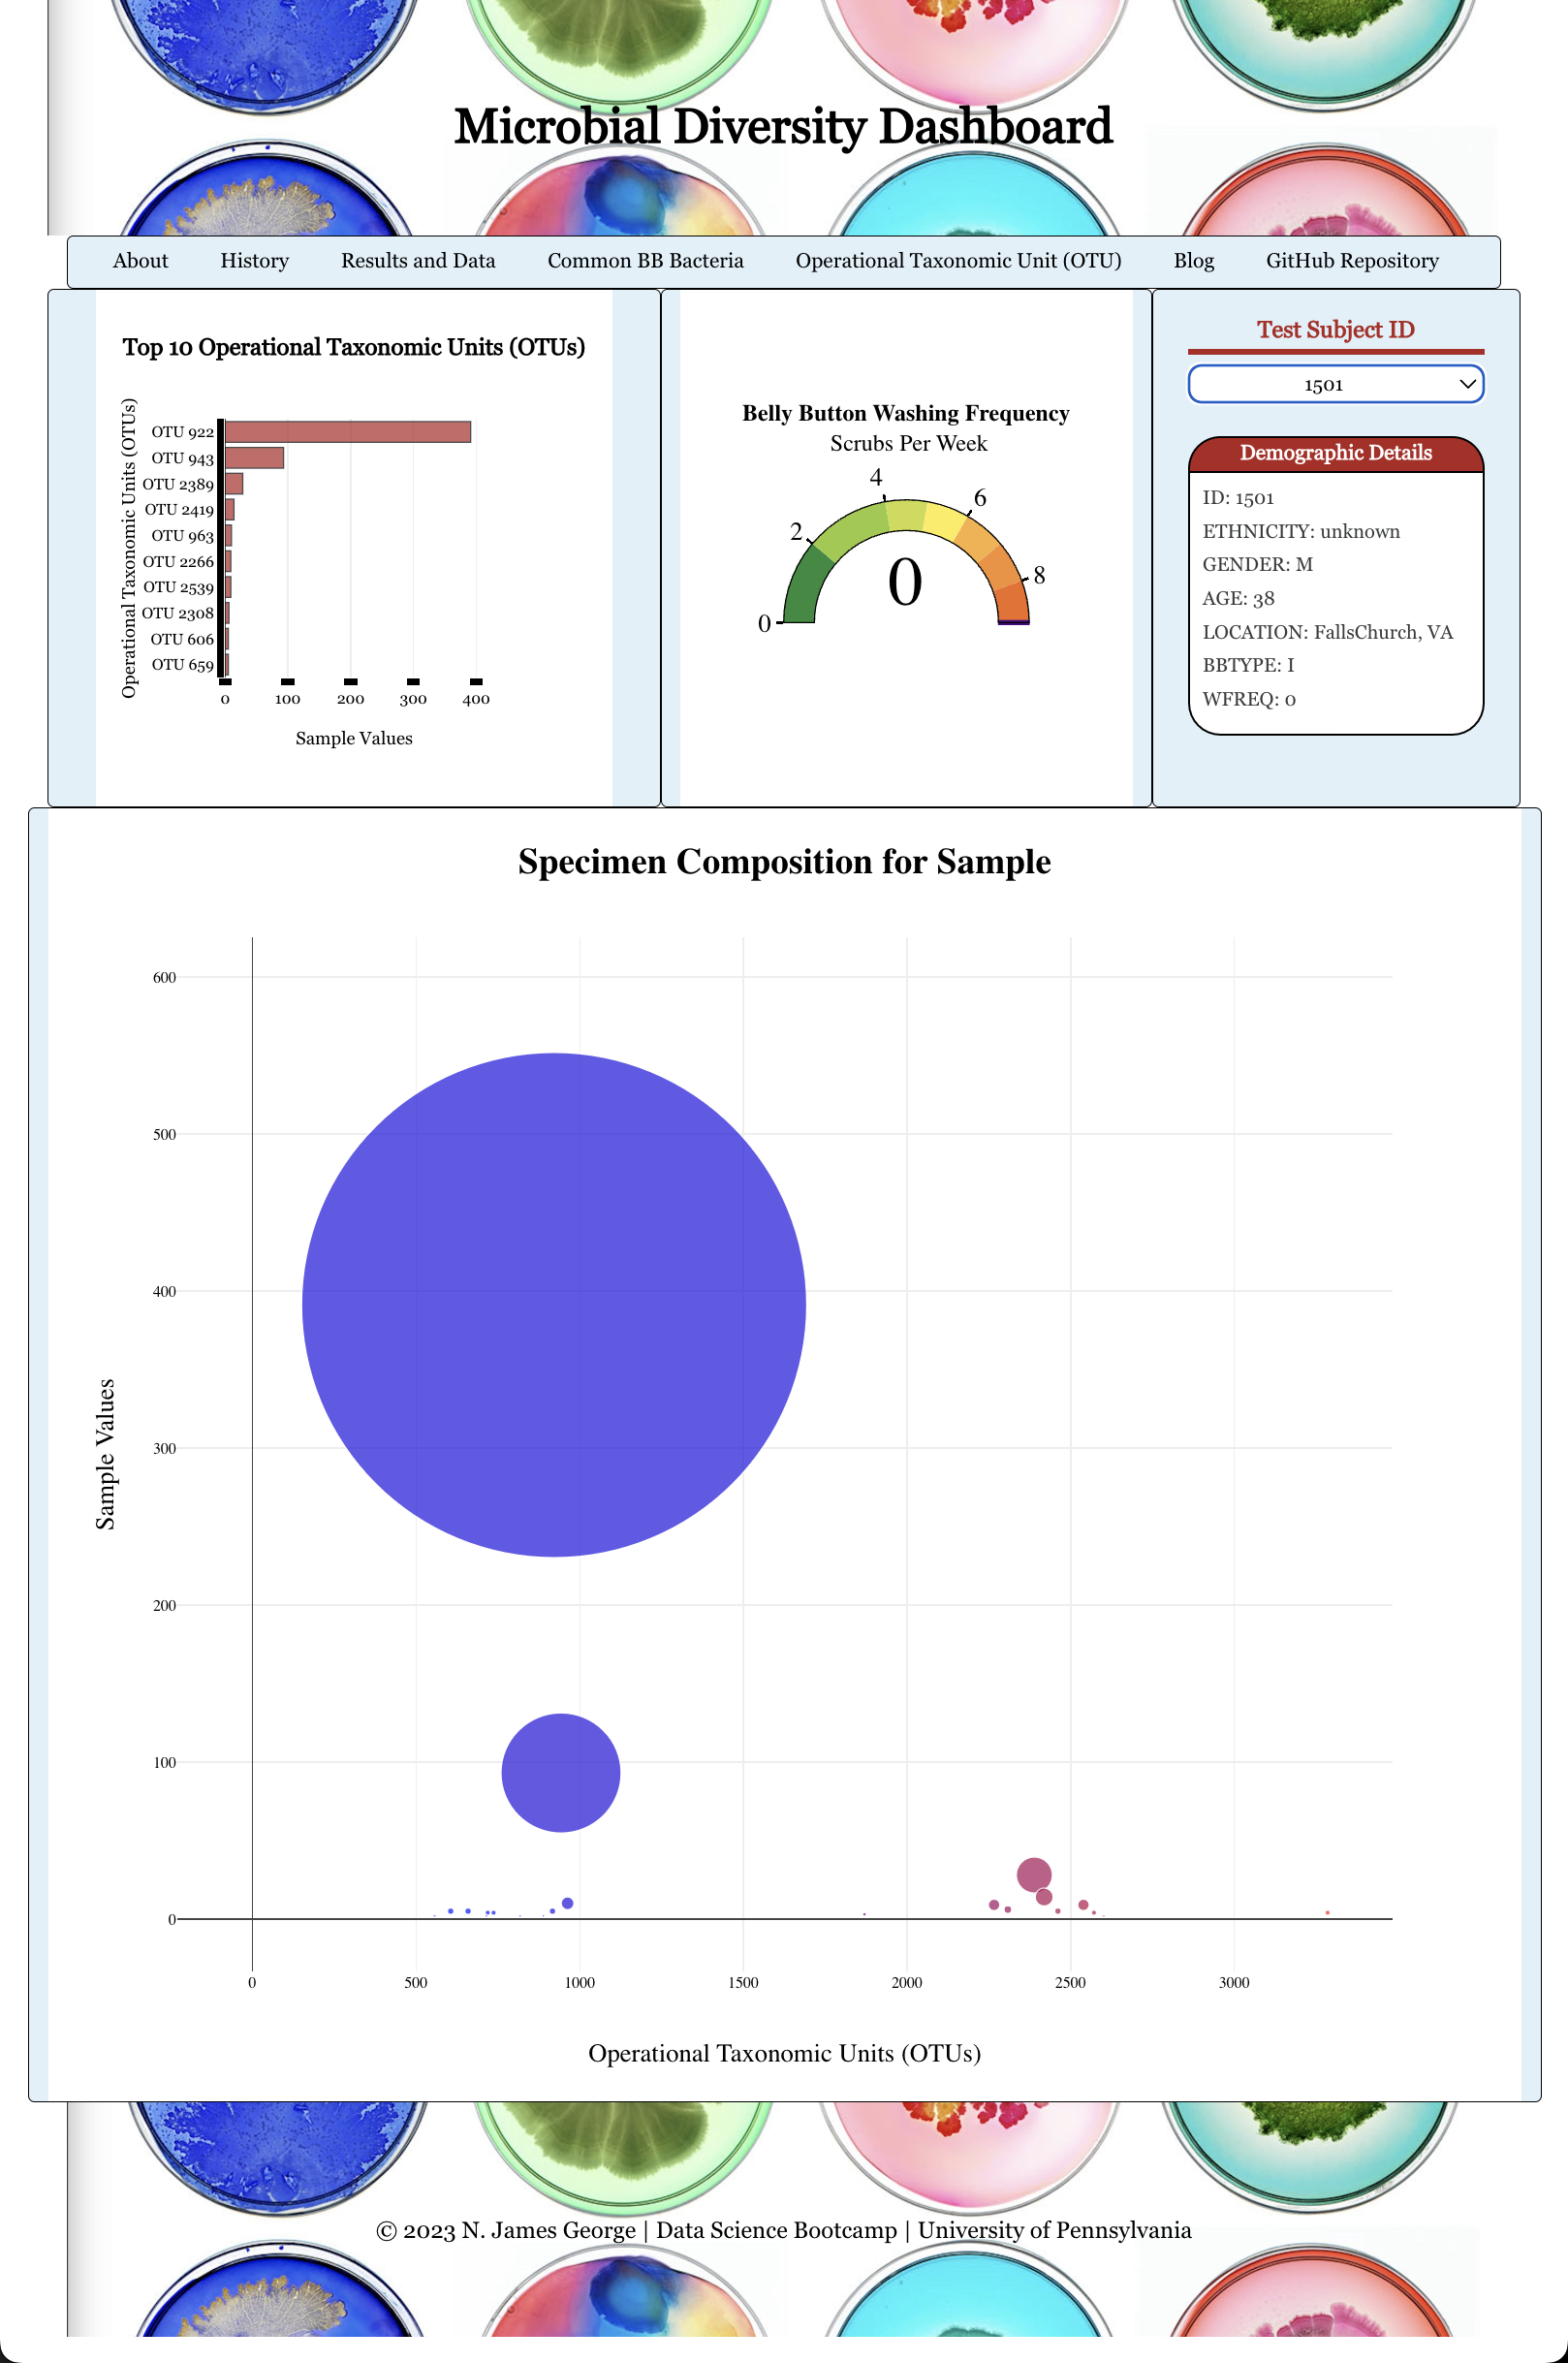 Microbial Diversity Dashboard
About History Results and Data Common BB Bacteria Operational Taxonomic Unit (OTU) Blog GitHub Repository
Top 10 Operational Taxonomic Units (OTUs)
Operational Taxonomic Units (OTUs)
OTU 922
OTU 943
OTU 2389
OTU 2419
OTU 963
OTU 2266
OTU 2539
OTU 2308
OTU 606
OTU 659
0 100 200 300 400
Sample Values
Belly Button Washing Frequency
Scrubs Per Week
0
2
4
6
8
0
Test Subject ID
1501
Demographic Details
ID: 1501
ETHNICITY: unknown
GENDER: M
AGE: 38
LOCATION: FallsChurch, VA
BBTYPE: I
WFREQ: 0
Specimen Composition for Sample
Sample Values
600
500
400
300
200
100
0
0 500 1000 1500 2000 2500 3000
Operational Taxonomic Units (OTUs)
© 2023 N. James George | Data Science Bootcamp | University of Pennsylvania